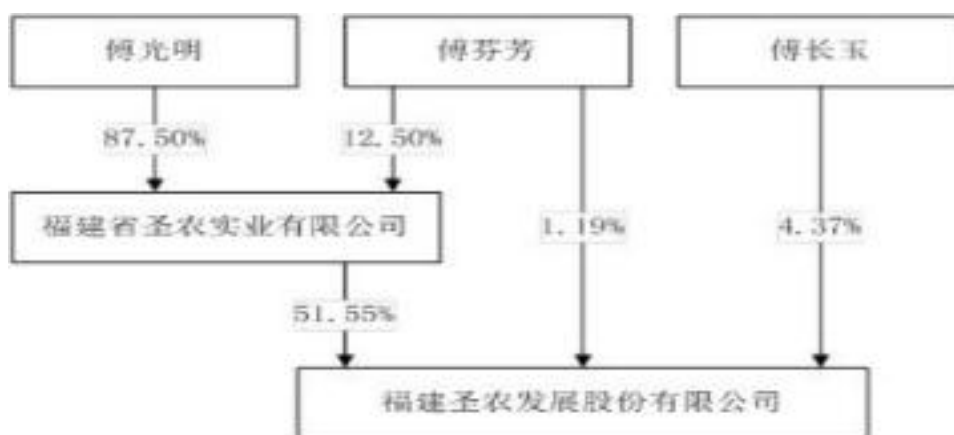 傅光明
傅芬芳
傅长玉
87.50%
12.50%
福建省圣农实业有限公司
1.19%
4.37%
51.55%
福建圣农发展股份有限公司